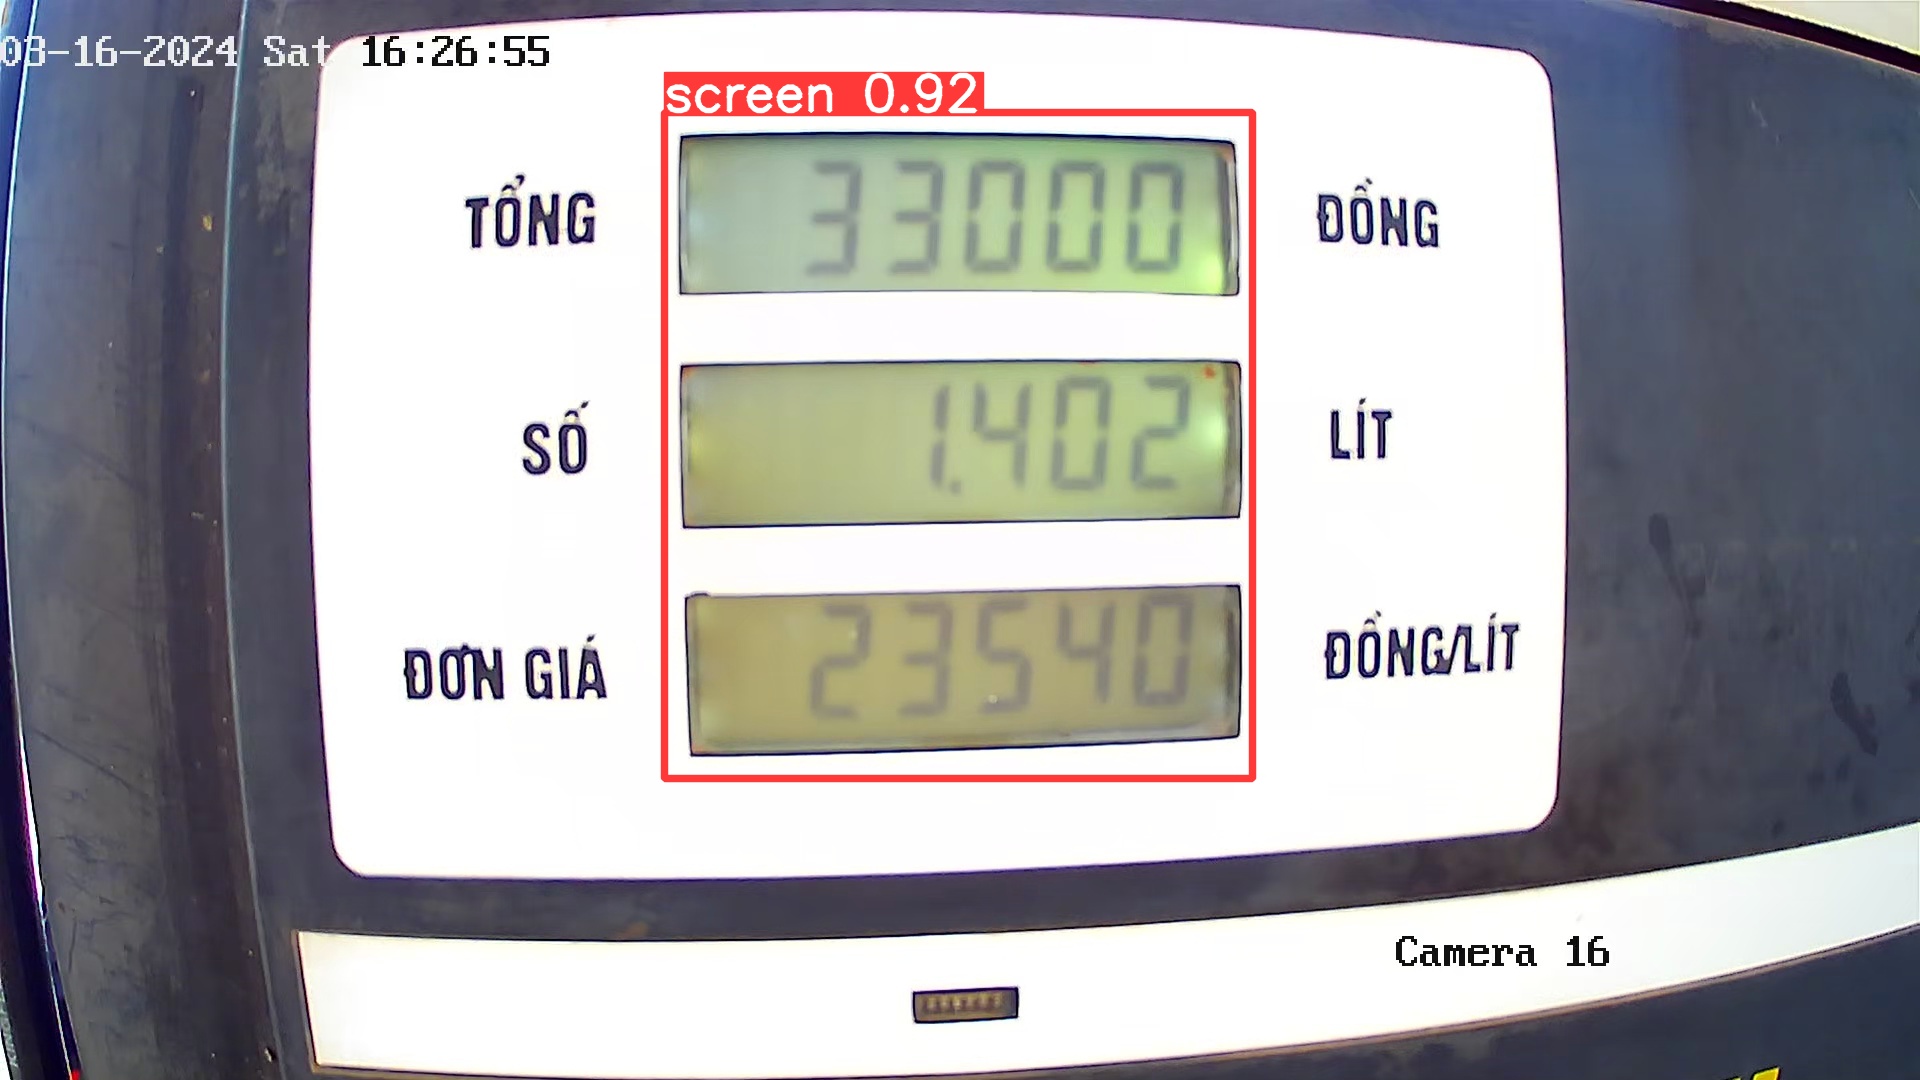 03-16-2024 Sat 16:26:55
screen 0.92
TỔNG 33000 ĐỒNG
SỐ 1.402 LÍT
ĐƠN GIÁ 23540 ĐỒNG/LÍT
Camera 16